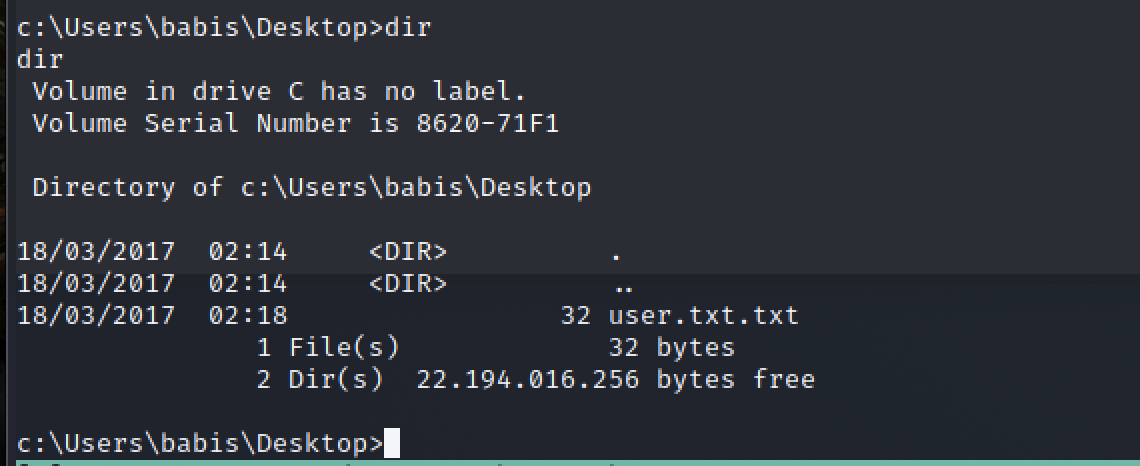 c:\Users\babis\Desktop>dir
dir
 Volume in drive C has no label.
 Volume Serial Number is 8620-71F1

 Directory of c:\Users\babis\Desktop

18/03/2017  02:14     <DIR>          .
18/03/2017  02:14     <DIR>          ..
18/03/2017  02:18                 32 user.txt.txt
               1 File(s)             32 bytes
               2 Dir(s)  22.194.016.256 bytes free

c:\Users\babis\Desktop>